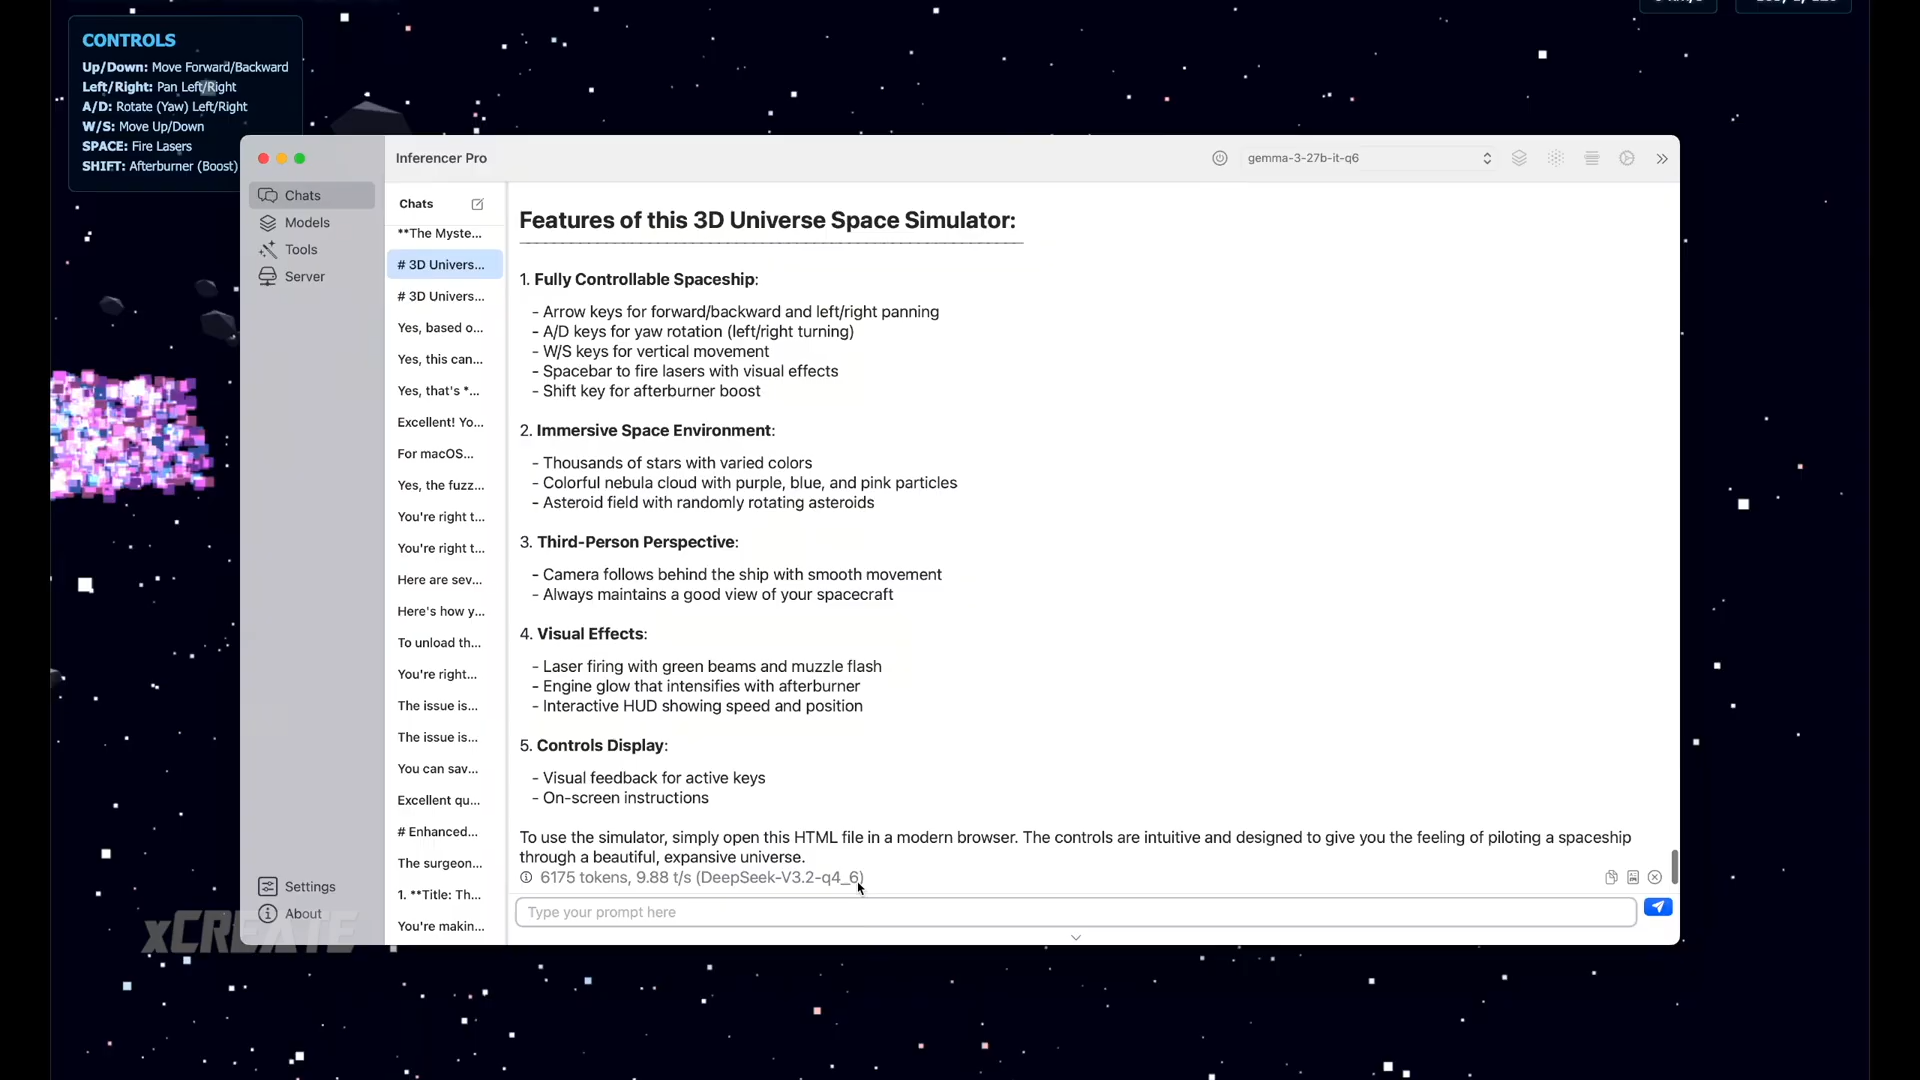 CONTROLS
Up/Down: Move Forward/Backward
Left/Right: Pan Left/Right
A/D: Rotate (Yaw) Left/Right
W/S: Move Up/Down
SPACE: Fire Lasers
SHIFT: Afterburner (Boost)
Inferencer Pro
gemma-3-27b-it-q6
Chats
Models
Tools
Server
Settings
About
Chats
**The Myste...
# 3D Univers...
# 3D Univers...
Yes, based o...
Yes, this can...
Yes, that's *...
Excellent! Yo...
For macOS...
Yes, the fuzz...
You're right t...
You're right t...
Here are sev...
Here's how y...
To unload th...
You're right...
The issue is...
The issue is...
You can sav...
Excellent qu...
# Enhanced...
The surgeon...
1. **Title: Th...
You're makin...
Features of this 3D Universe Space Simulator:
1. Fully Controllable Spaceship:
- Arrow keys for forward/backward and left/right panning
- A/D keys for yaw rotation (left/right turning)
- W/S keys for vertical movement
- Spacebar to fire lasers with visual effects
- Shift key for afterburner boost
2. Immersive Space Environment:
- Thousands of stars with varied colors
- Colorful nebula cloud with purple, blue, and pink particles
- Asteroid field with randomly rotating asteroids
3. Third-Person Perspective:
- Camera follows behind the ship with smooth movement
- Always maintains a good view of your spacecraft
4. Visual Effects:
- Laser firing with green beams and muzzle flash
- Engine glow that intensifies with afterburner
- Interactive HUD showing speed and position
5. Controls Display:
- Visual feedback for active keys
- On-screen instructions
To use the simulator, simply open this HTML file in a modern browser. The controls are intuitive and designed to give you the feeling of piloting a spaceship
through a beautiful, expansive universe.
6175 tokens, 9.88 t/s (DeepSeek-V3.2-q4_6)
Type your prompt here
xCREATE